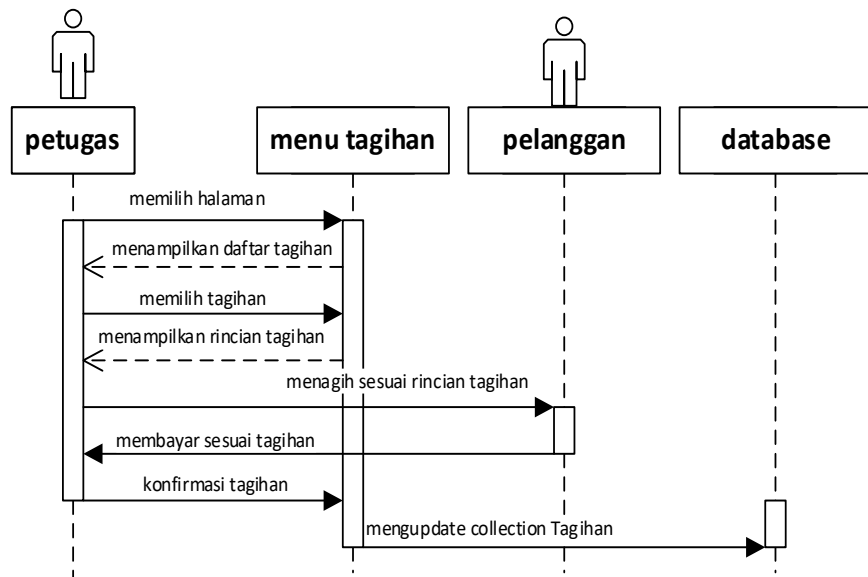 petugas
menu tagihan
pelanggan
database
memilih halaman
menampilkan daftar tagihan
memilih tagihan
menampilkan rincian tagihan
menagih sesuai rincian tagihan
membayar sesuai tagihan
konfirmasi tagihan
mengupdate collection Tagihan